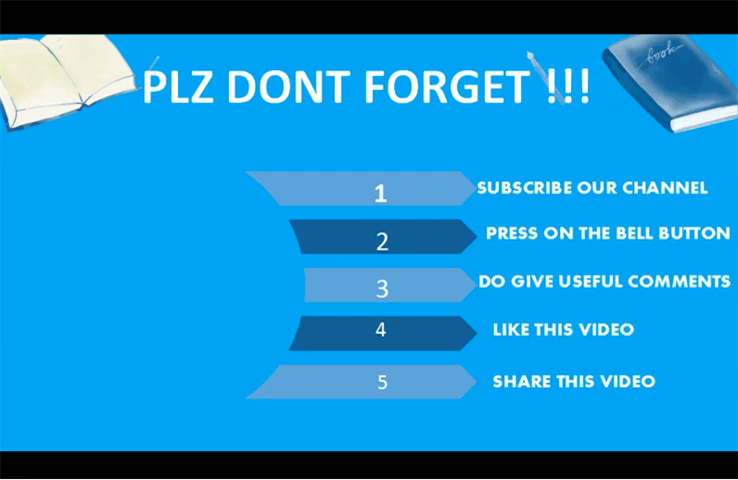 book
PLZ DONT FORGET !!!
1 SUBSCRIBE OUR CHANNEL
2 PRESS ON THE BELL BUTTON
3 DO GIVE USEFUL COMMENTS
4 LIKE THIS VIDEO
5 SHARE THIS VIDEO